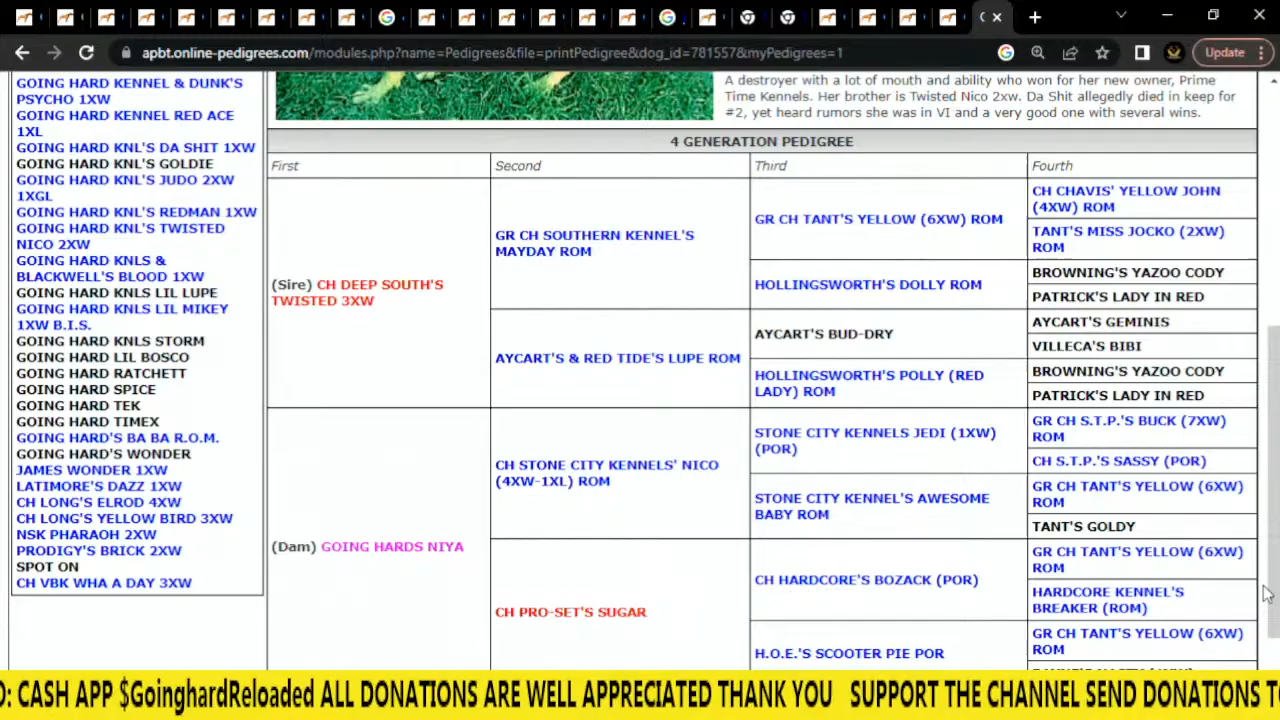 Update
apbt.online-pedigrees.com/modules.php?name=Pedigrees&file=printPedigree&dog_id=781557&myPedigrees=1
GOING HARD KENNEL & DUNK'S
PSYCHO 1XW
GOING HARD KENNEL RED ACE
1XL
GOING HARD KNL'S DA SHIT 1XW
GOING HARD KNL'S GOLDIE
GOING HARD KNL'S JUDO 2XW
1XGL
GOING HARD KNL'S REDMAN 1XW
GOING HARD KNL'S TWISTED
NICO 2XW
GOING HARD KNLS &
BLACKWELL'S BLOOD 1XW
GOING HARD KNLS LIL LUPE
GOING HARD KNLS LIL MIKEY
1XW B.I.S.
GOING HARD KNLS STORM
GOING HARD LIL BOSCO
GOING HARD RATCHETT
GOING HARD SPICE
GOING HARD TEK
GOING HARD TIMEX
GOING HARD'S BA BA R.O.M.
GOING HARD'S WONDER
JAMES WONDER 1XW
LATIMORE'S DAZZ 1XW
CH LONG'S ELROD 4XW
CH LONG'S YELLOW BIRD 3XW
NSK PHARAOH 2XW
PRODIGY'S BRICK 2XW
SPOT ON
CH VBK WHA A DAY 3XW
A destroyer with a lot of mouth and ability who won for her new owner, Prime
Time Kennels. Her brother is Twisted Nico 2xw. Da Shit allegedly died in keep for
#2, yet heard rumors she was in VI and a very good one with several wins.
4 GENERATION PEDIGREE
First Second Third Fourth
(Sire) CH DEEP SOUTH'S
TWISTED 3XW
(Dam) GOING HARDS NIYA
GR CH SOUTHERN KENNEL'S
MAYDAY ROM
AYCART'S & RED TIDE'S LUPE ROM
CH STONE CITY KENNELS' NICO
(4XW-1XL) ROM
CH PRO-SET'S SUGAR
GR CH TANT'S YELLOW (6XW) ROM
HOLLINGSWORTH'S DOLLY ROM
AYCART'S BUD-DRY
HOLLINGSWORTH'S POLLY (RED
LADY) ROM
STONE CITY KENNELS JEDI (1XW)
(POR)
STONE CITY KENNEL'S AWESOME
BABY ROM
CH HARDCORE'S BOZACK (POR)
H.O.E.'S SCOOTER PIE POR
CH CHAVIS' YELLOW JOHN
(4XW) ROM
TANT'S MISS JOCKO (2XW)
ROM
BROWNING'S YAZOO CODY
PATRICK'S LADY IN RED
AYCART'S GEMINIS
VILLECA'S BIBI
BROWNING'S YAZOO CODY
PATRICK'S LADY IN RED
GR CH S.T.P.'S BUCK (7XW)
ROM
CH S.T.P.'S SASSY (POR)
GR CH TANT'S YELLOW (6XW)
ROM
TANT'S GOLDY
GR CH TANT'S YELLOW (6XW)
ROM
HARDCORE KENNEL'S
BREAKER (ROM)
GR CH TANT'S YELLOW (6XW)
ROM
: CASH APP $GoinghardReloaded ALL DONATIONS ARE WELL APPRECIATED THANK YOU SUPPORT THE CHANNEL SEND DONATIONS